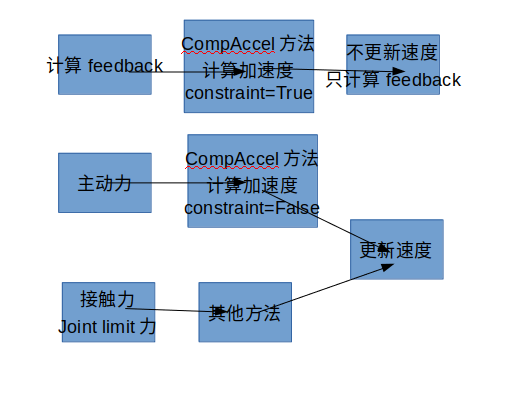 计算 feedback
CompAccel 方法
计算加速度
constraint=True
不更新速度
只计算 feedback
主动力
CompAccel 方法
计算加速度
constraint=False
更新速度
接触力
Joint limit 力
其他方法